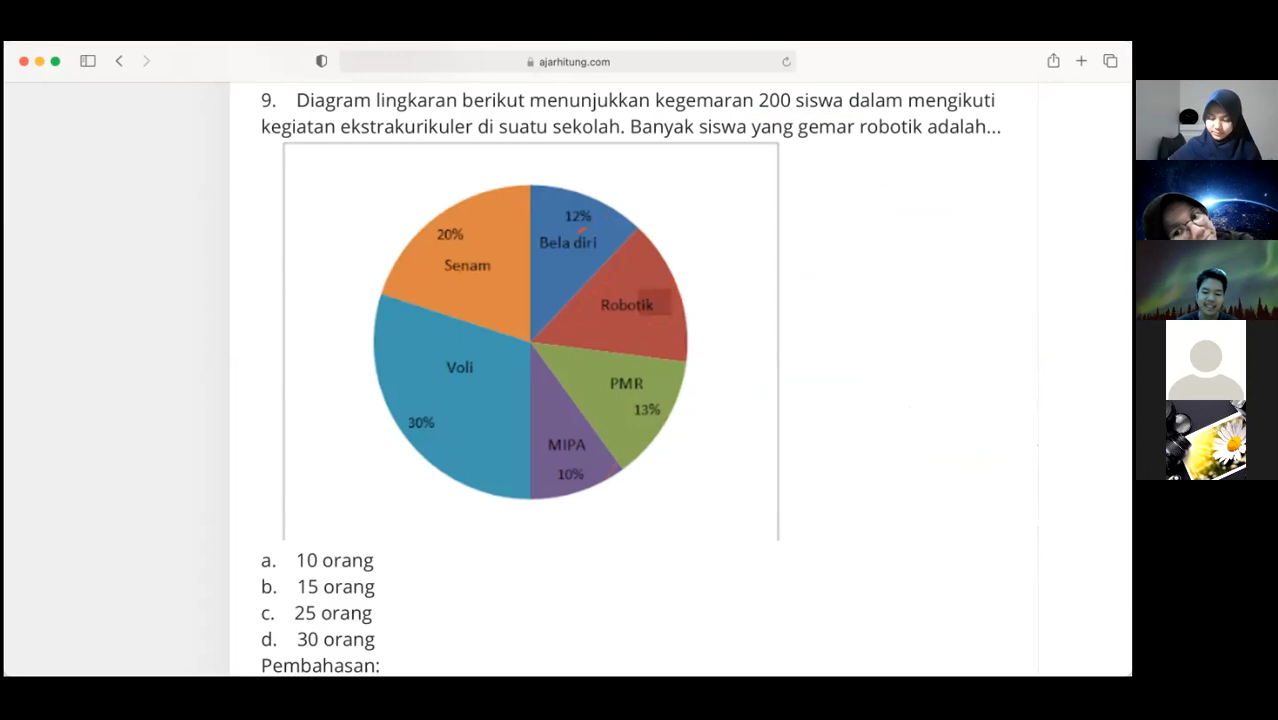 ajarhitung.com
9. Diagram lingkaran berikut menunjukkan kegemaran 200 siswa dalam mengikuti
kegiatan ekstrakurikuler di suatu sekolah. Banyak siswa yang gemar robotik adalah...
12%
Bela diri
20%
Senam
Robotik
Voli
30%
PMR
13%
MIPA
10%
a. 10 orang
b. 15 orang
c. 25 orang
d. 30 orang
Pembahasan: